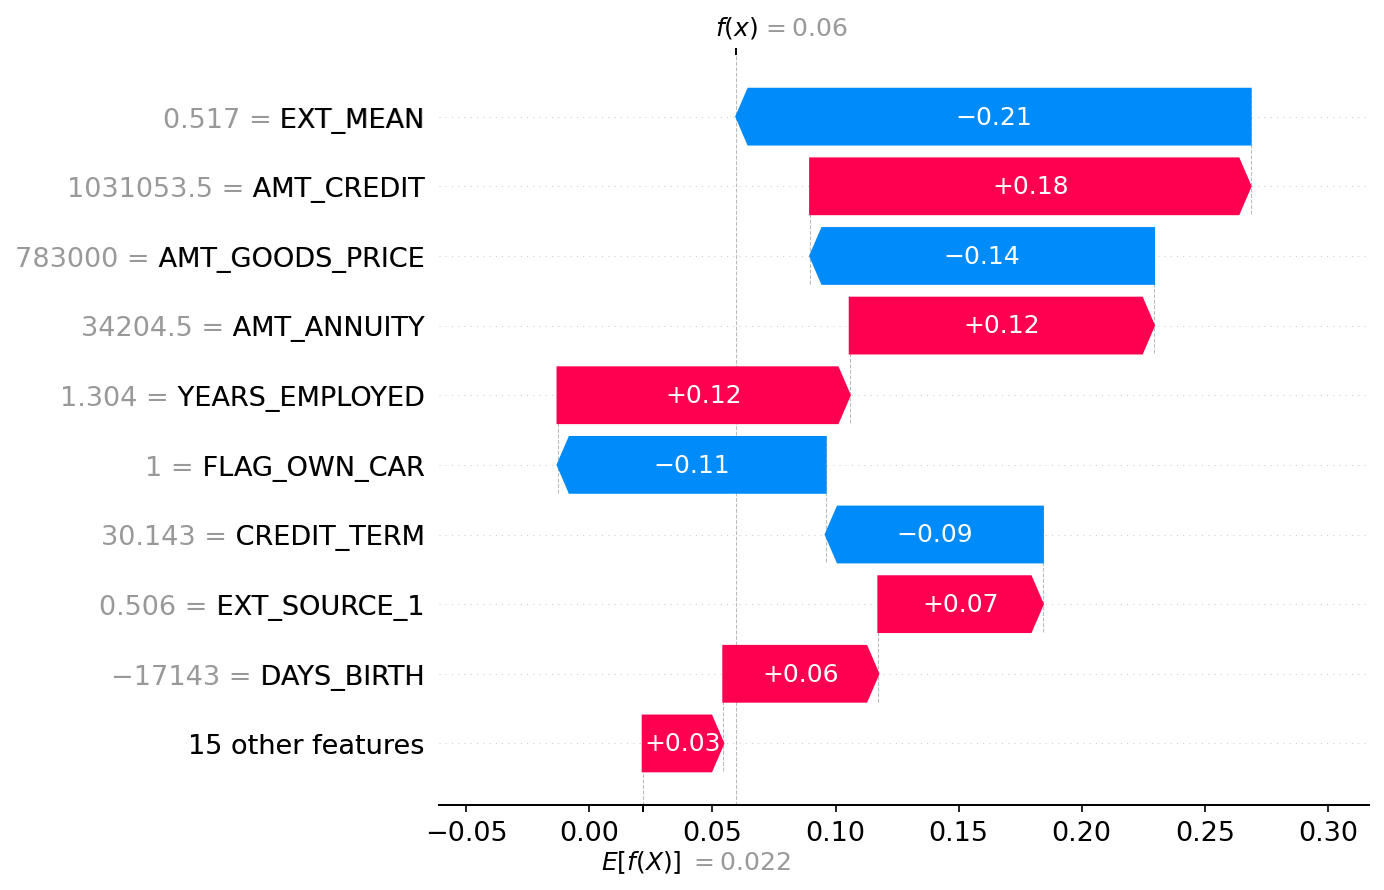 f(x) = 0.06
0.517 = EXT_MEAN −0.21
1031053.5 = AMT_CREDIT +0.18
783000 = AMT_GOODS_PRICE −0.14
34204.5 = AMT_ANNUITY +0.12
1.304 = YEARS_EMPLOYED +0.12
1 = FLAG_OWN_CAR −0.11
30.143 = CREDIT_TERM −0.09
0.506 = EXT_SOURCE_1 +0.07
−17143 = DAYS_BIRTH +0.06
15 other features +0.03
−0.05 0.00 0.05 0.10 0.15 0.20 0.25 0.30
E[f(X)] = 0.022